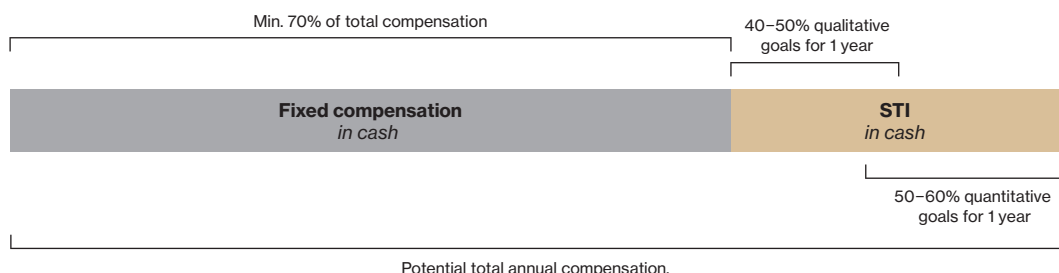 Min. 70% of total compensation
40–50% qualitative
goals for 1 year
Fixed compensation
in cash
STI
in cash
50–60% quantitative
goals for 1 year
Potential total annual compensation.